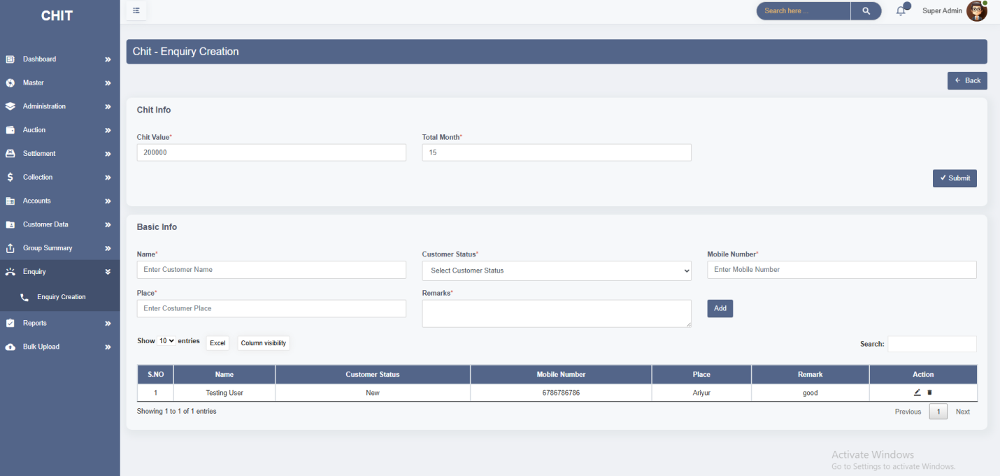 CHIT
Search here ...
Super Admin
Dashboard
Master
Administration
Auction
Settlement
Collection
Accounts
Customer Data
Group Summary
Enquiry
Enquiry Creation
Reports
Bulk Upload
Chit - Enquiry Creation
Back
Chit Info
Chit Value* Total Month*
200000 15
Submit
Basic Info
Name* Customer Status* Mobile Number*
Enter Customer Name Select Customer Status Enter Mobile Number
Place* Remarks*
Enter Costumer Place Add
Show 10 entries Excel Column visibility Search:
S.NO Name Customer Status Mobile Number Place Remark Action
1 Testing User New 6786786786 Ariyur good
Showing 1 to 1 of 1 entries Previous 1 Next
Activate Windows
Go to Settings to activate Windows.